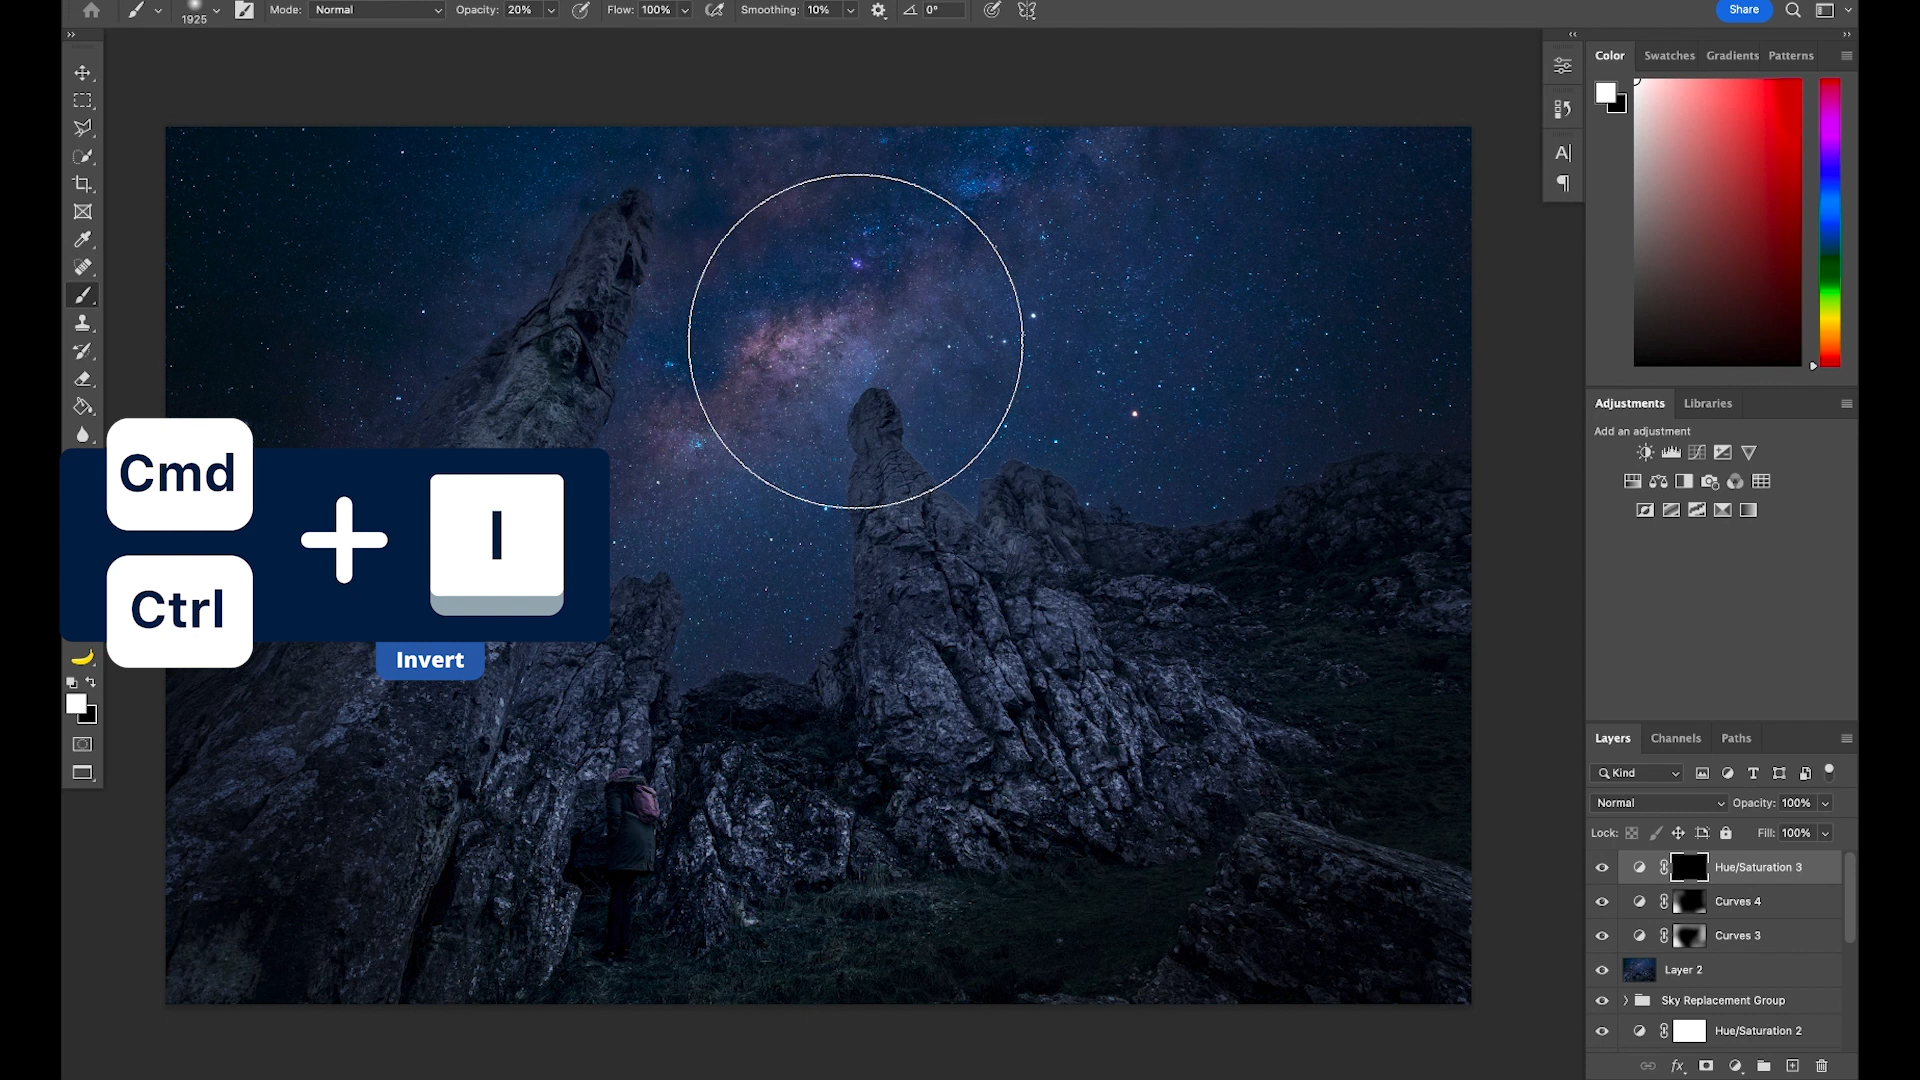 1925
Mode: Normal
Opacity: 20%
Flow: 100%
Smoothing: 10%
0°
Share
Color Swatches Gradients Patterns
A|
Adjustments Libraries
Add an adjustment
Cmd
Ctrl
+
I
Invert
Layers Channels Paths
Kind
Normal
Opacity: 100%
Lock:
Fill: 100%
Hue/Saturation 3
Curves 4
Curves 3
Layer 2
Sky Replacement Group
Hue/Saturation 2
fx